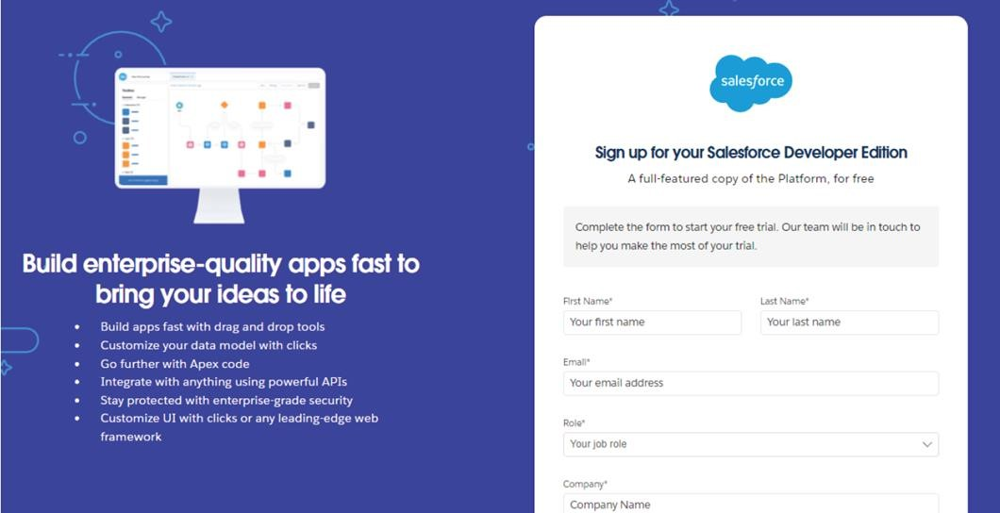 Build enterprise-quality apps fast to
bring your ideas to life
• Build apps fast with drag and drop tools
• Customize your data model with clicks
• Go further with Apex code
• Integrate with anything using powerful APIs
• Stay protected with enterprise-grade security
• Customize UI with clicks or any leading-edge web
framework
salesforce
Sign up for your Salesforce Developer Edition
A full-featured copy of the Platform, for free
Complete the form to start your free trial. Our team will be in touch to
help you make the most of your trial.
First Name* Last Name*
Your first name Your last name
Email*
Your email address
Role*
Your job role
Company*
Company Name